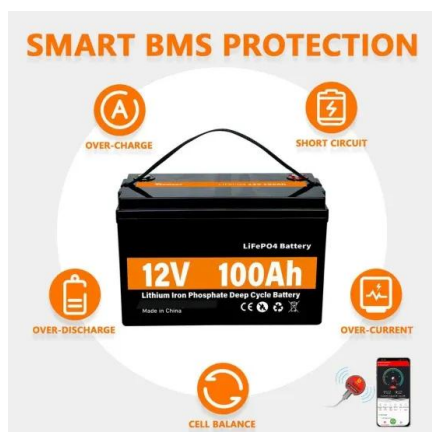 SMART BMS PROTECTION
OVER-CHARGE
SHORT CIRCUIT
LiFePO4 Battery
12V 100Ah
Lithium Iron Phosphate Deep Cycle Battery
Made in China
OVER-DISCHARGE
OVER-CURRENT
CELL BALANCE